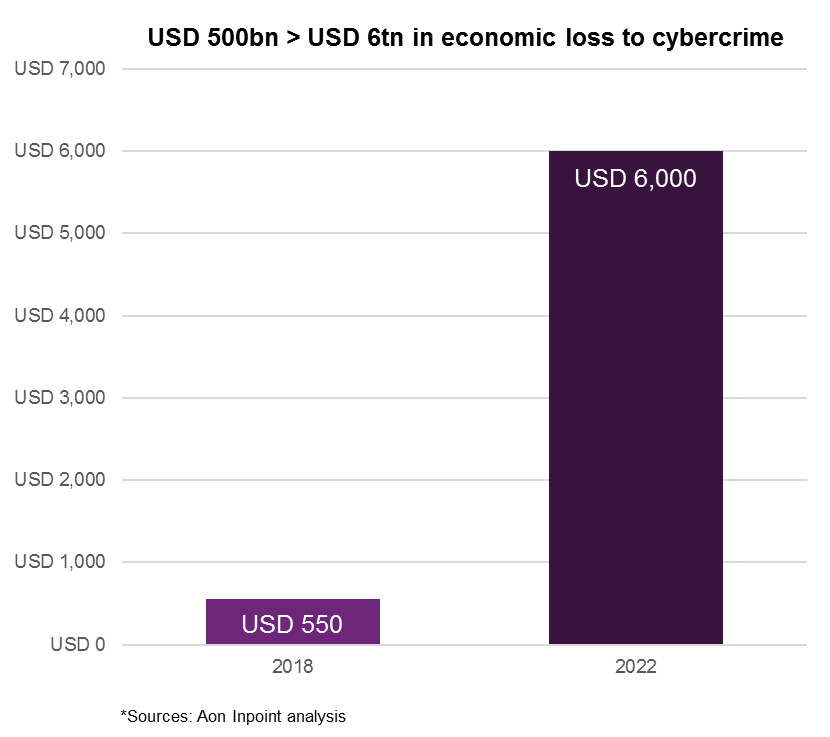 USD 500bn > USD 6tn in economic loss to cybercrime
USD 7,000
USD 6,000
USD 5,000
USD 4,000
USD 3,000
USD 2,000
USD 1,000
USD 0
USD 6,000
USD 550
2018
2022
*Sources: Aon Inpoint analysis